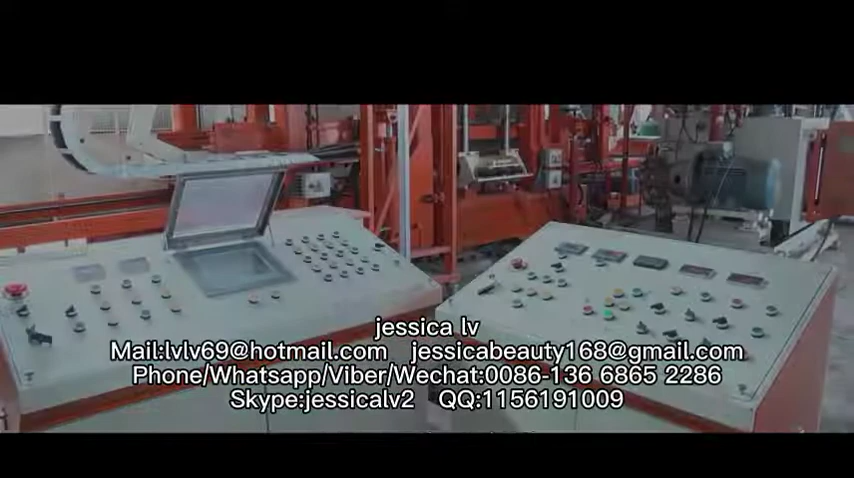 jessica lv
Mail:lvlv69@hotmail.com jessicabeauty168@gmail.com
Phone/Whatsapp/Viber/Wechat:0086-136 6865 2286
Skype:jessicalv2 QQ:1156191009